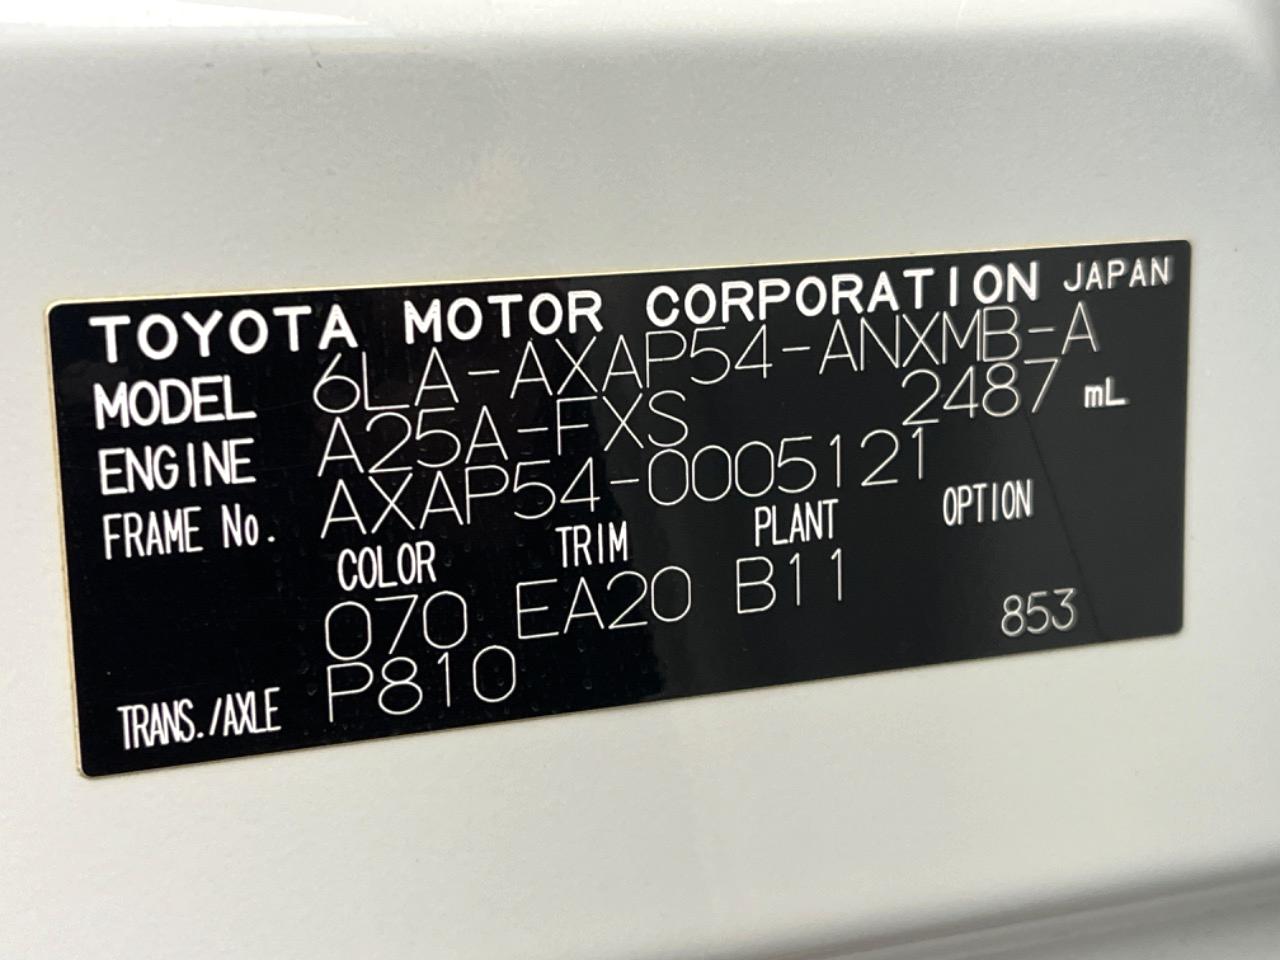 TOYOTA MOTOR CORPORATION JAPAN
MODEL 6LA-AXAP54-ANXMB-A
ENGINE A25A-FXS 2487 mL
FRAME No. AXAP54-0005121
COLOR TRIM PLANT OPTION
070 EA20 B11 853
TRANS./AXLE P810